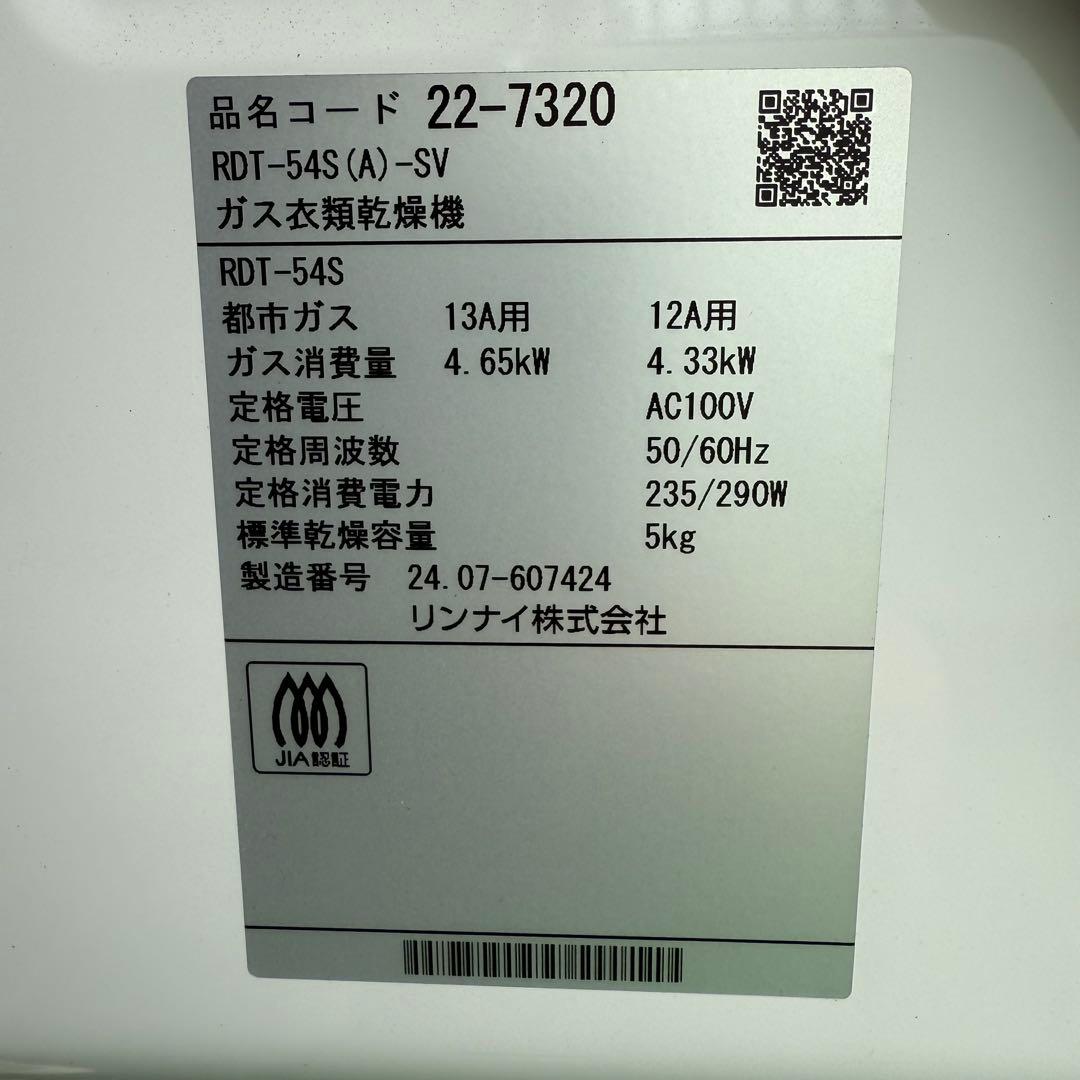 品名コード 22-7320
RDT-54S(A)-SV
ガス衣類乾燥機
RDT-54S
都市ガス 13A用 12A用
ガス消費量 4.65kW 4.33kW
定格電圧 AC100V
定格周波数 50/60Hz
定格消費電力 235/290W
標準乾燥容量 5kg
製造番号 24.07-607424
リンナイ株式会社
JIA認証